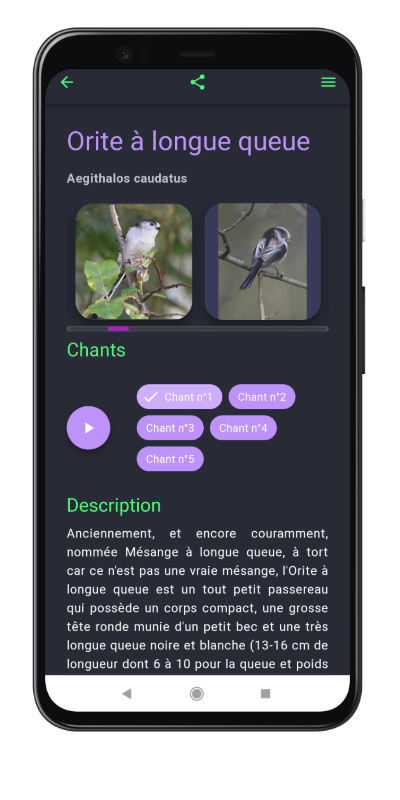 Orite à longue queue
Aegithalos caudatus
Chants
Chant n°1
Chant n°2
Chant n°3
Chant n°4
Chant n°5
Description
Anciennement, et encore couramment,
nommée Mésange à longue queue, à tort
car ce n'est pas une vraie mésange, l'Orite à
longue queue est un tout petit passereau
qui possède un corps compact, une grosse
tête ronde munie d'un petit bec et une très
longue queue noire et blanche (13-16 cm de
longueur dont 6 à 10 pour la queue et poids